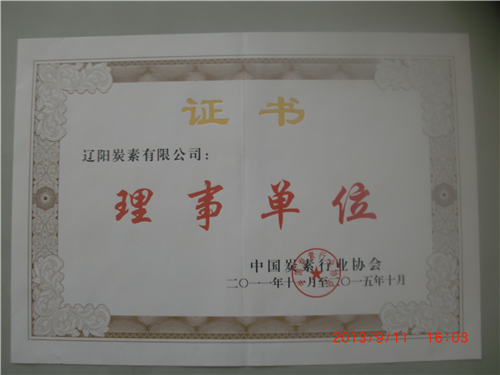 证书
辽阳炭素有限公司：
理事单位
中国炭素行业协会
二〇一一年十一月至二〇一五年十月
2013/9/11 16:03